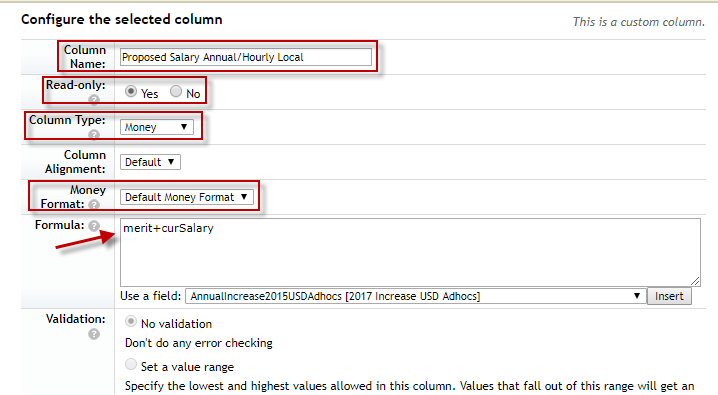 Configure the selected column
This is a custom column.
Column
Name:
Proposed Salary Annual/Hourly Local
Read-only:
Yes No
Column Type:
Money
Column
Alignment:
Default
Money
Format:
Default Money Format
Formula:
merit+curSalary
Use a field: AnnualIncrease2015USDAdhocs [2017 Increase USD Adhocs] Insert
Validation:
No validation
Don't do any error checking
Set a value range
Specify the lowest and highest values allowed in this column. Values that fall out of this range will get an